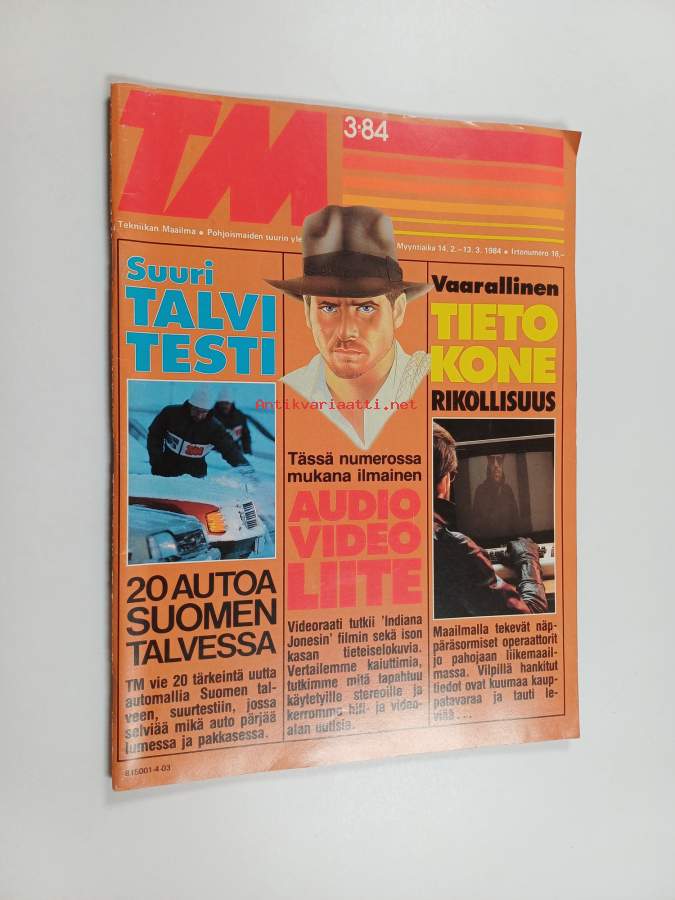 TM
3·84
Tekniikan Maailma ● Pohjoismaiden suurin yle
Myyntiaika 14. 2.–13. 3. 1984 ● Irtonumero 16,–
Suuri
TALVI
TESTI
20 AUTOA
SUOMEN
TALVESSA
TM vie 20 tärkeintä uutta
automallia Suomen tal-
veen, suurtestiin, jossa
selviää mikä auto pärjää
lumessa ja pakkasessa.
815001-4-03
Antikvariaatti.net
Tässä numerossa
mukana ilmainen
AUDIO
VIDEO
LIITE
Videoraati tutkii 'Indiana
Jonesin' filmin sekä ison
kasan tieteiselokuvia.
Vertailemme kaiuttimia,
tutkimme mitä tapahtuu
käytetyille stereoille ja
kerromme hifi- ja video-
alan uutisia.
Vaarallinen
TIETO
KONE
RIKOLLISUUS
Maailmalla tekevät näp-
päräsormiset operaattorit
jo pahojaan liikemaail-
massa. Vilpillä hankitut
tiedot ovat kuumaa kaup-
patavaraa ja tauti le-
viää...